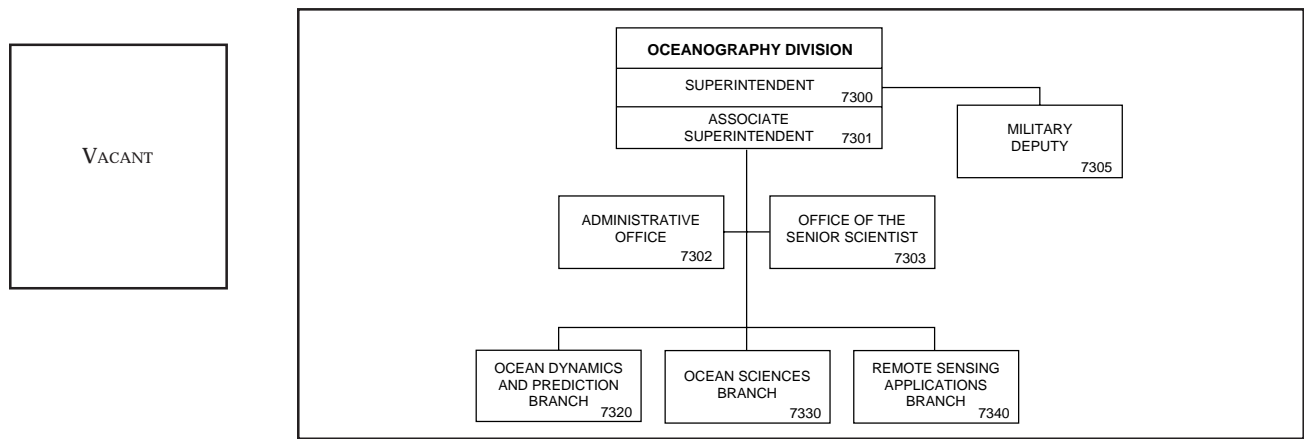 VACANT
OCEANOGRAPHY DIVISION
SUPERINTENDENT
7300
ASSOCIATE
SUPERINTENDENT
7301
MILITARY
DEPUTY
7305
ADMINISTRATIVE
OFFICE
7302
OFFICE OF THE
SENIOR SCIENTIST
7303
OCEAN DYNAMICS
AND PREDICTION
BRANCH
7320
OCEAN SCIENCES
BRANCH
7330
REMOTE SENSING
APPLICATIONS
BRANCH
7340